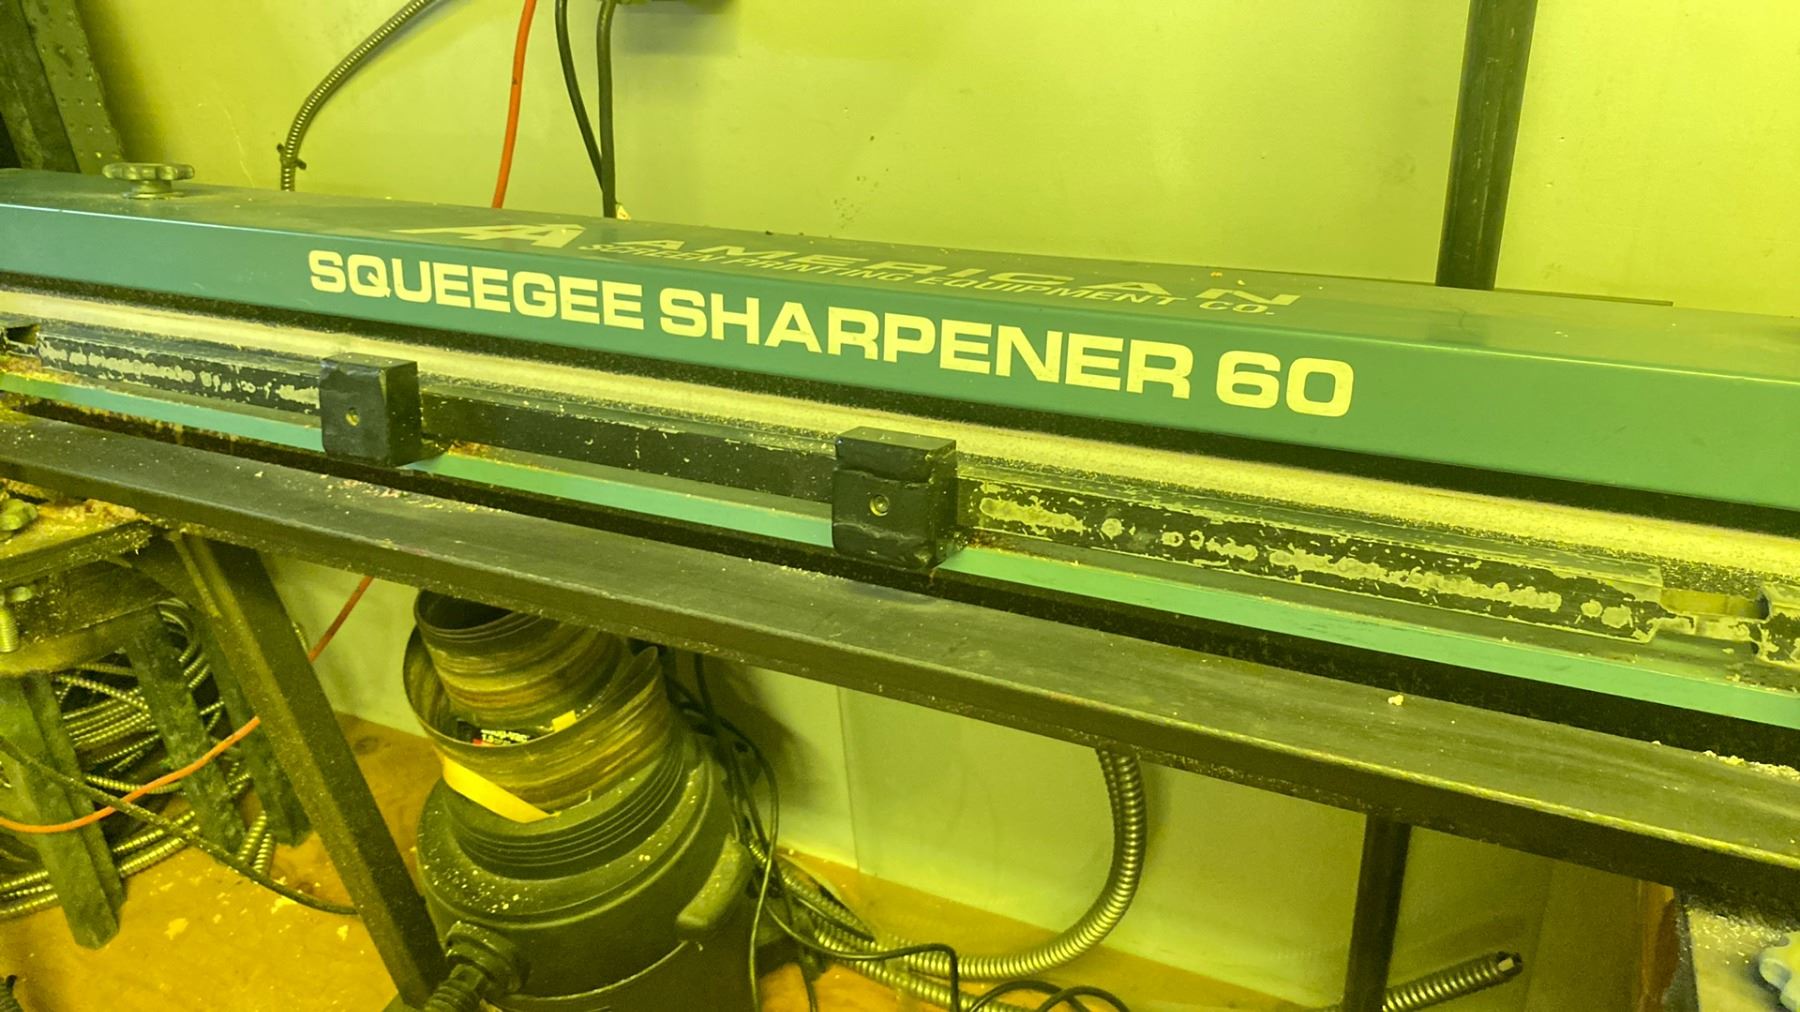 AMERICAN
SCREEN PRINTING EQUIPMENT CO.
SQUEEGEE SHARPENER 60